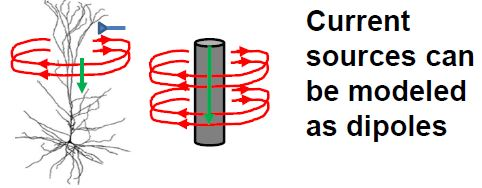 Current
sources can
be modeled
as dipoles